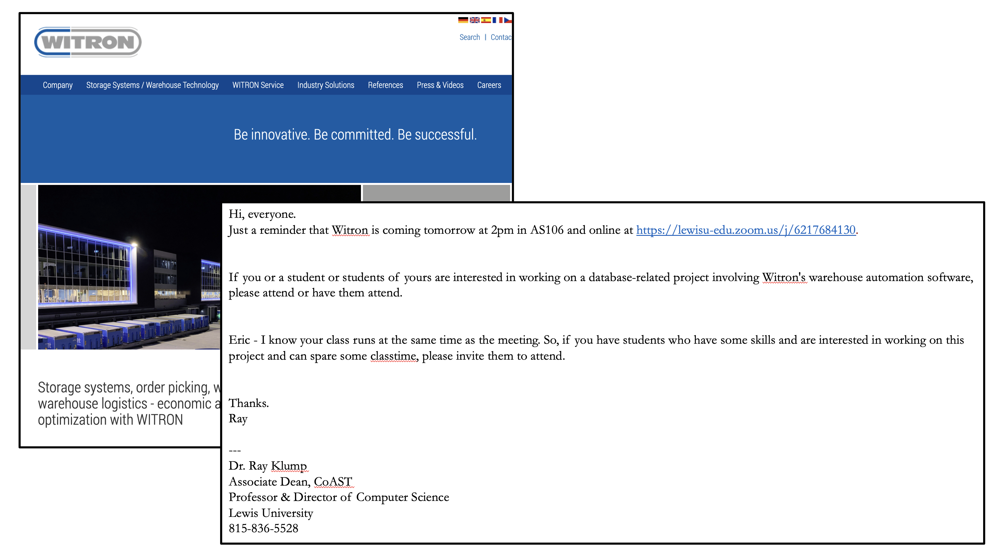 WITRON
Search | Contac
Company Storage Systems / Warehouse Technology WITRON Service Industry Solutions References Press & Videos Careers
Be innovative. Be committed. Be successful.
Storage systems, order picking, w
warehouse logistics - economic a
optimization with WITRON
Hi, everyone.
Just a reminder that Witron is coming tomorrow at 2pm in AS106 and online at https://lewisu-edu.zoom.us/j/6217684130.
If you or a student or students of yours are interested in working on a database-related project involving Witron's warehouse automation software,
please attend or have them attend.
Eric - I know your class runs at the same time as the meeting. So, if you have students who have some skills and are interested in working on this
project and can spare some classtime, please invite them to attend.
Thanks.
Ray
---
Dr. Ray Klump
Associate Dean, CoAST
Professor & Director of Computer Science
Lewis University
815-836-5528